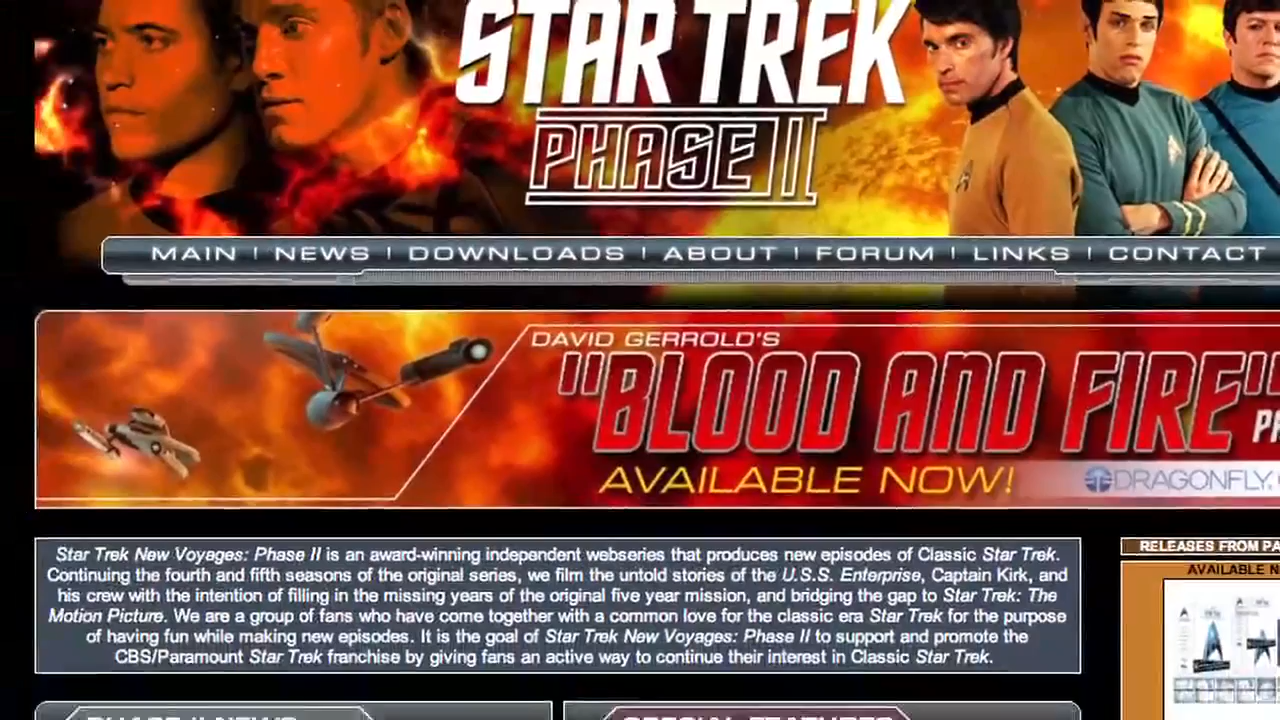 STAR TREK
PHASE II
MAIN | NEWS | DOWNLOADS | ABOUT | FORUM | LINKS | CONTACT
DAVID GERROLD'S
"BLOOD AND FIRE"
AVAILABLE NOW!
DRAGONFLY.
Star Trek New Voyages: Phase II is an award-winning independent webseries that produces new episodes of Classic Star Trek.
Continuing the fourth and fifth seasons of the original series, we film the untold stories of the U.S.S. Enterprise, Captain Kirk, and
his crew with the intention of filling in the missing years of the original five year mission, and bridging the gap to Star Trek: The
Motion Picture. We are a group of fans who have come together with a common love for the classic era Star Trek for the purpose
of having fun while making new episodes. It is the goal of Star Trek New Voyages: Phase II to support and promote the
CBS/Paramount Star Trek franchise by giving fans an active way to continue their interest in Classic Star Trek.
RELEASES FROM PA
AVAILABLE N
PHASE II NEWS
SPECIAL FEATURES